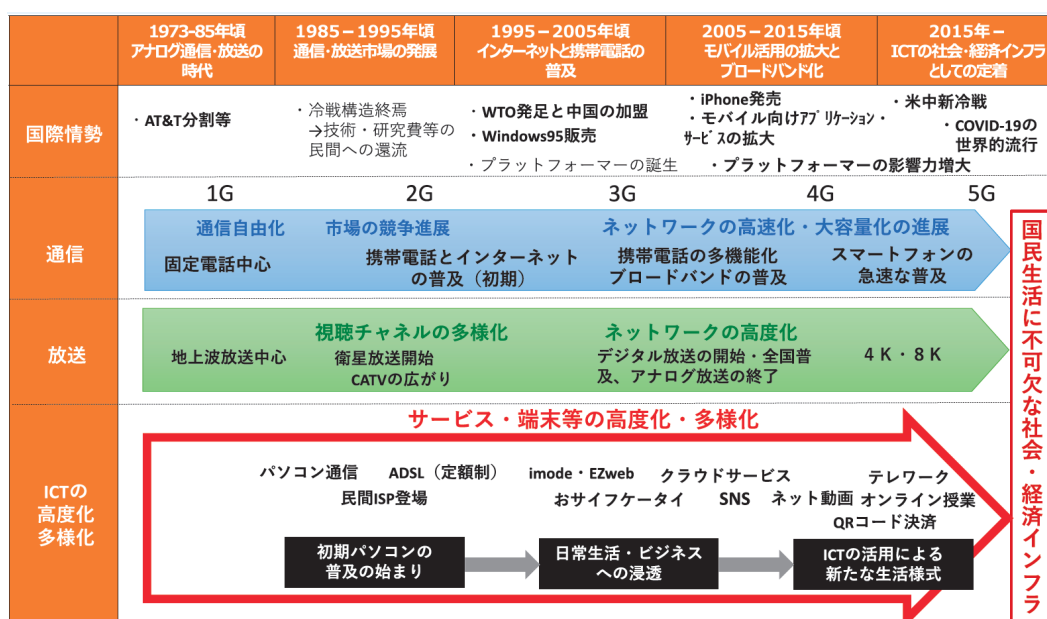 1973-85年頃
アナログ通信・放送の
時代
1985－1995年頃
通信・放送市場の発展
1995－2005年頃
インターネットと携帯電話の
普及
2005－2015年頃
モバイル活用の拡大と
ブロードバンド化
2015年－
ICTの社会・経済インフラ
としての定着
国際情勢
・AT&T分割等
・冷戦構造終焉
→技術・研究費等の
民間への還流
・WTO発足と中国の加盟
・Windows95販売
・プラットフォーマーの誕生
・iPhone発売
・モバイル向けアプリケーション・
サービスの拡大
・プラットフォーマーの影響力増大
・米中新冷戦
・COVID-19の
世界的流行
1G
2G
3G
4G
5G
通信
通信自由化
市場の競争進展
ネットワークの高速化・大容量化の進展
固定電話中心
携帯電話とインターネット
の普及（初期）
携帯電話の多機能化
ブロードバンドの普及
スマートフォンの
急速な普及
放送
視聴チャネルの多様化
ネットワークの高度化
地上波放送中心
衛星放送開始
CATVの広がり
デジタル放送の開始・全国普
及、アナログ放送の終了
４Ｋ・８Ｋ
ICTの
高度化
多様化
サービス・端末等の高度化・多様化
パソコン通信
ADSL（定額制）
imode・EZweb
クラウドサービス
テレワーク
民間ISP登場
おサイフケータイ
SNS
ネット動画
オンライン授業
QRコード決済
初期パソコンの
普及の始まり
日常生活・ビジネス
への浸透
ICTの活用による
新たな生活様式
国民生活に不可欠な社会・経済インフラ